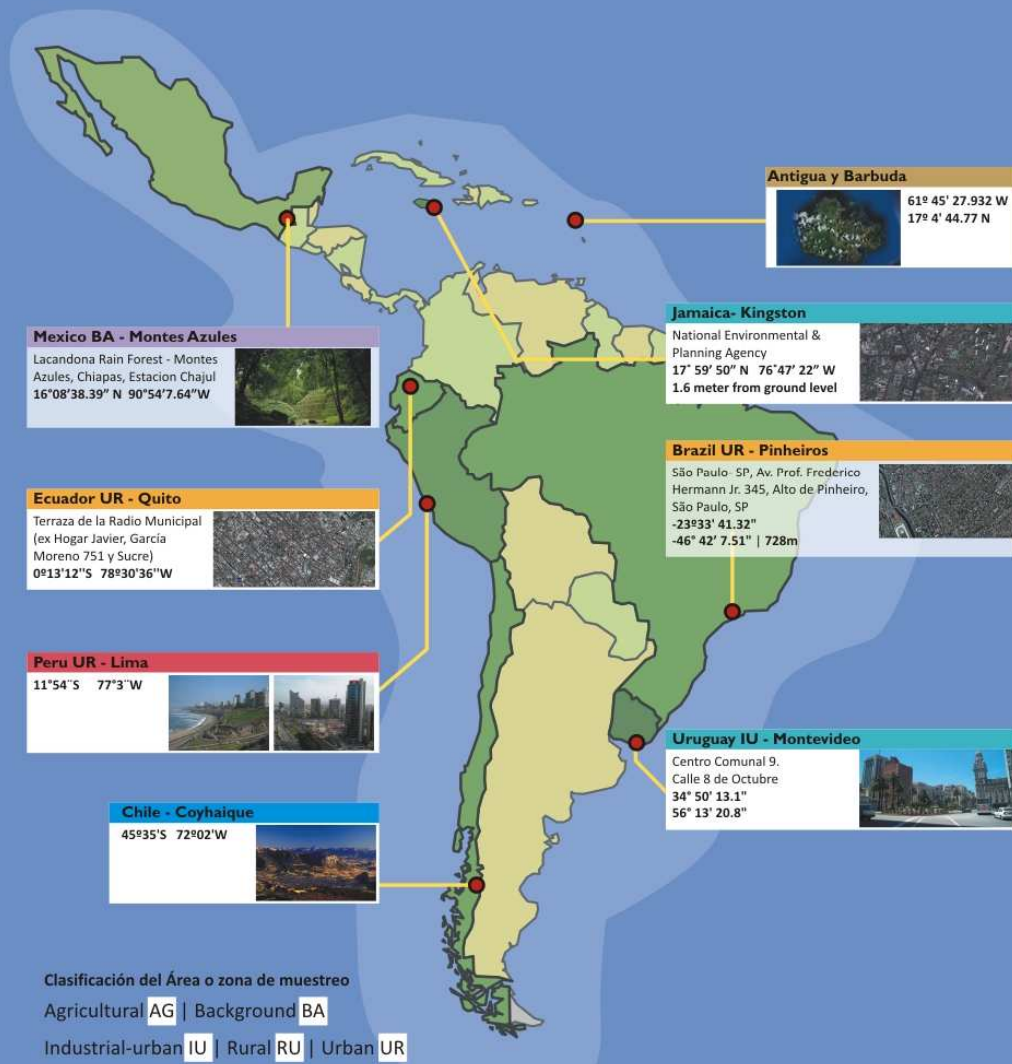 Antigua y Barbuda
61º 45' 27.932 W
17º 4' 44.77 N
Jamaica- Kingston
National Environmental &
Planning Agency
17° 59' 50” N 76°47' 22” W
1.6 meter from ground level
Mexico BA - Montes Azules
Lacandona Rain Forest - Montes
Azules, Chiapas, Estacion Chajul
16°08’38.39” N 90°54’7.64”W
Brazil UR - Pinheiros
São Paulo- SP, Av. Prof. Frederico
Hermann Jr. 345, Alto de Pinheiro,
São Paulo, SP
-23º33' 41.32"
-46° 42’ 7.51" | 728m
Ecuador UR - Quito
Terraza de la Radio Municipal
(ex Hogar Javier, García
Moreno 751 y Sucre)
0º13'12''S 78º30'36''W
Peru UR - Lima
11°54¨S 77°3¨W
Uruguay IU - Montevideo
Centro Comunal 9.
Calle 8 de Octubre
34° 50' 13.1"
56° 13' 20.8"
Chile - Coyhaique
45º35'S 72º02'W
Clasificación del Área o zona de muestreo
Agricultural AG | Background BA
Industrial-urban IU | Rural RU | Urban UR